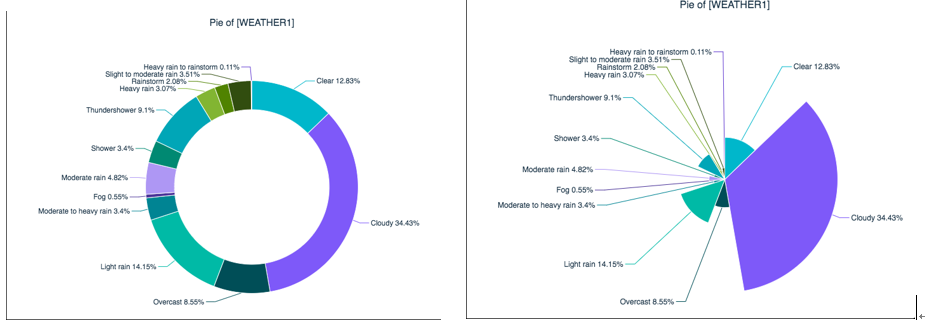 Pie of [WEATHER1]
Heavy rain to rainstorm 0.11%
Slight to moderate rain 3.51%
Rainstorm 2.08%
Heavy rain 3.07%
Clear 12.83%
Thundershower 9.1%
Shower 3.4%
Moderate rain 4.82%
Fog 0.55%
Moderate to heavy rain 3.4%
Cloudy 34.43%
Light rain 14.15%
Overcast 8.55%
Pie of [WEATHER1]
Heavy rain to rainstorm 0.11%
Slight to moderate rain 3.51%
Rainstorm 2.08%
Heavy rain 3.07%
Clear 12.83%
Thundershower 9.1%
Shower 3.4%
Moderate rain 4.82%
Fog 0.55%
Moderate to heavy rain 3.4%
Cloudy 34.43%
Light rain 14.15%
Overcast 8.55%